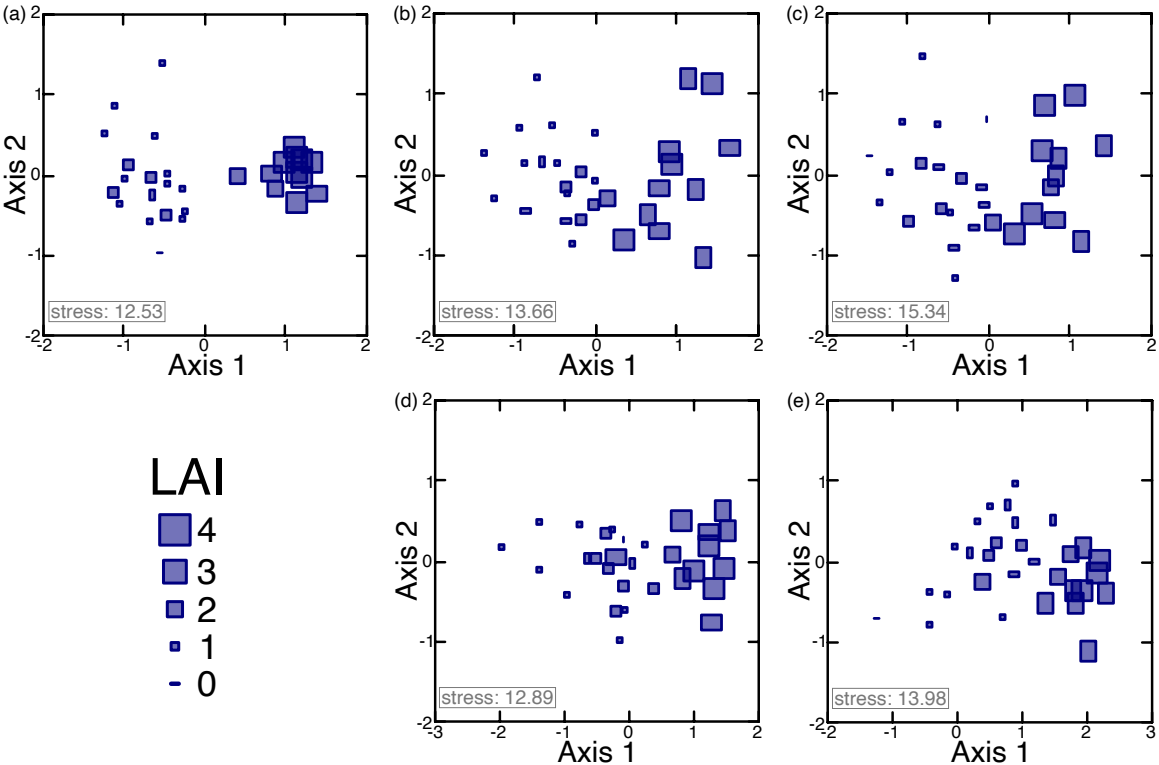 (a)
2
1
0
-1
-2
Axis 2
stress: 12.53
-2 -1 0 1 2
Axis 1
(b)
2
1
0
-1
-2
Axis 2
stress: 13.66
-2 -1 0 1 2
Axis 1
(c)
2
1
0
-1
-2
Axis 2
stress: 15.34
-2 -1 0 1 2
Axis 1
LAI
4
3
2
1
0
(d)
2
1
0
-1
-2
Axis 2
stress: 12.89
-3 -2 -1 0 1 2
Axis 1
(e)
2
1
0
-1
-2
Axis 2
stress: 13.98
-2 -1 0 1 2 3
Axis 1